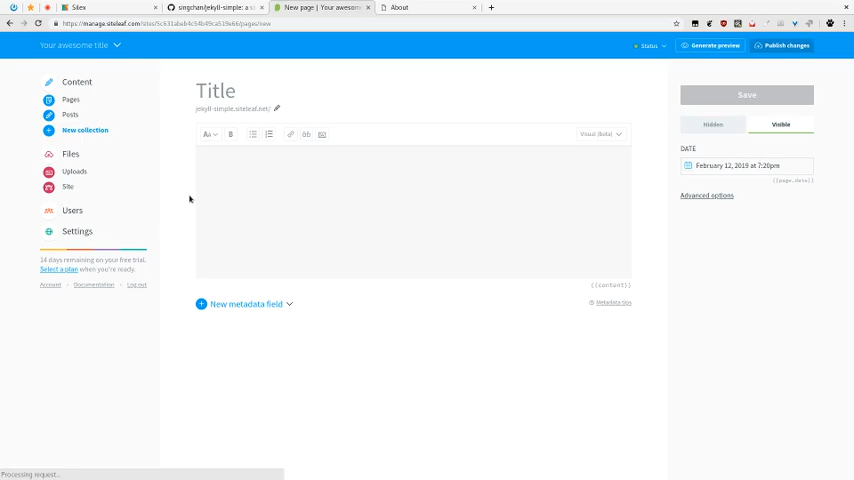 Silex
singchan/jekyll-simple: a s
New page | Your awesom
About
https://manage.siteleaf.com/sites/5c631abeb4c54b49ca519e66/pages/new
Your awesome title
Status
Generate preview
Publish changes
Content
Pages
Posts
New collection
Files
Uploads
Site
Users
Settings
14 days remaining on your free trial.
Select a plan when you're ready.
Account · Documentation · Log out
Title
jekyll-simple.siteleaf.net/
Aa B
Visual (Beta)
{{content}}
New metadata field
Metadata tips
Save
Hidden Visible
DATE
February 12, 2019 at 7:20pm
{{page.date}}
Advanced options
Processing request...